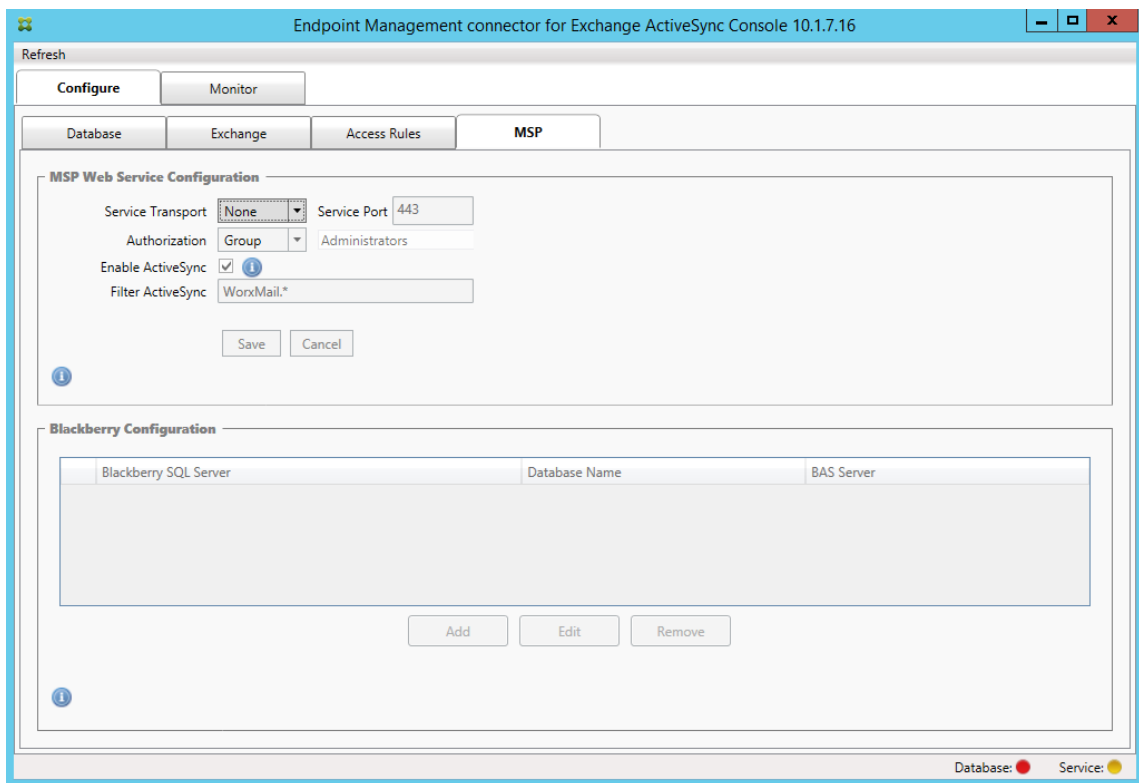 Endpoint Management connector for Exchange ActiveSync Console 10.1.7.16
Refresh
Configure Monitor
Database Exchange Access Rules MSP
MSP Web Service Configuration
Service Transport None Service Port 443
Authorization Group Administrators
Enable ActiveSync
Filter ActiveSync WorxMail.*
Save Cancel
Blackberry Configuration
Blackberry SQL Server Database Name BAS Server
Add Edit Remove
Database: Service: